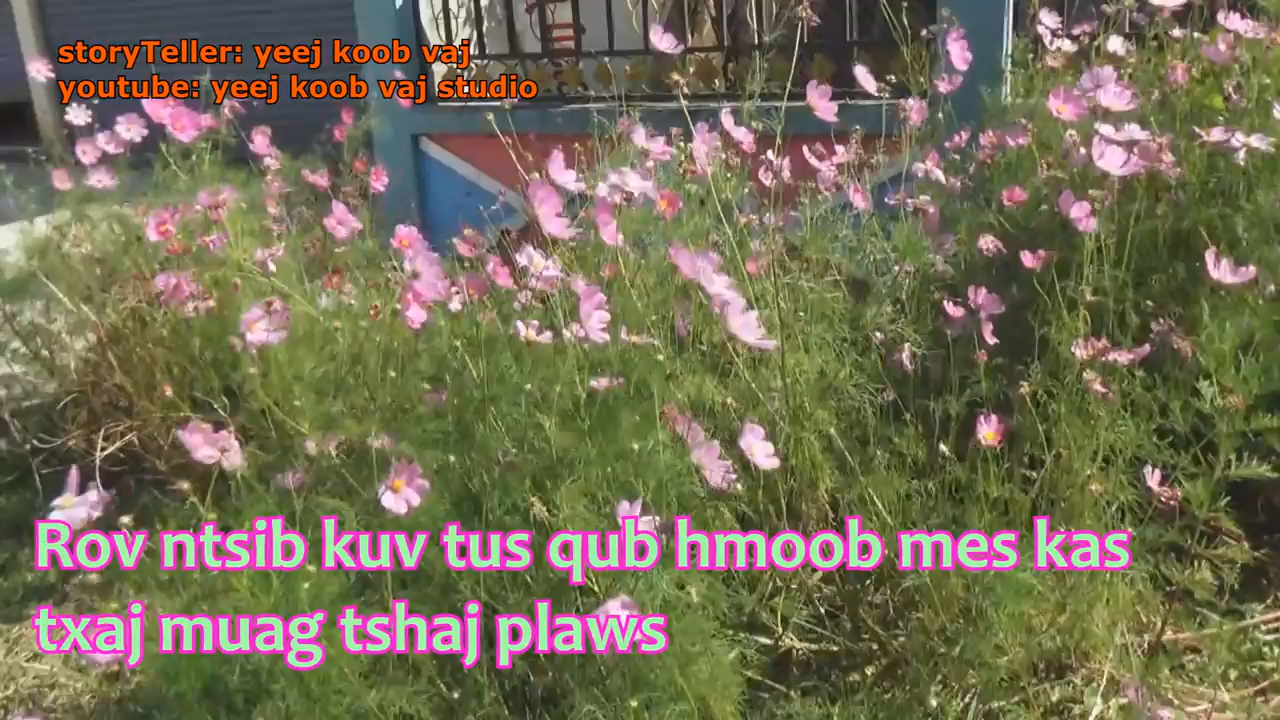 storyTeller: yeej koob vaj
youtube: yeej koob vaj studio
Rov ntsib kuv tus qub hmoob mes kas
txaj muag tshaj plaws